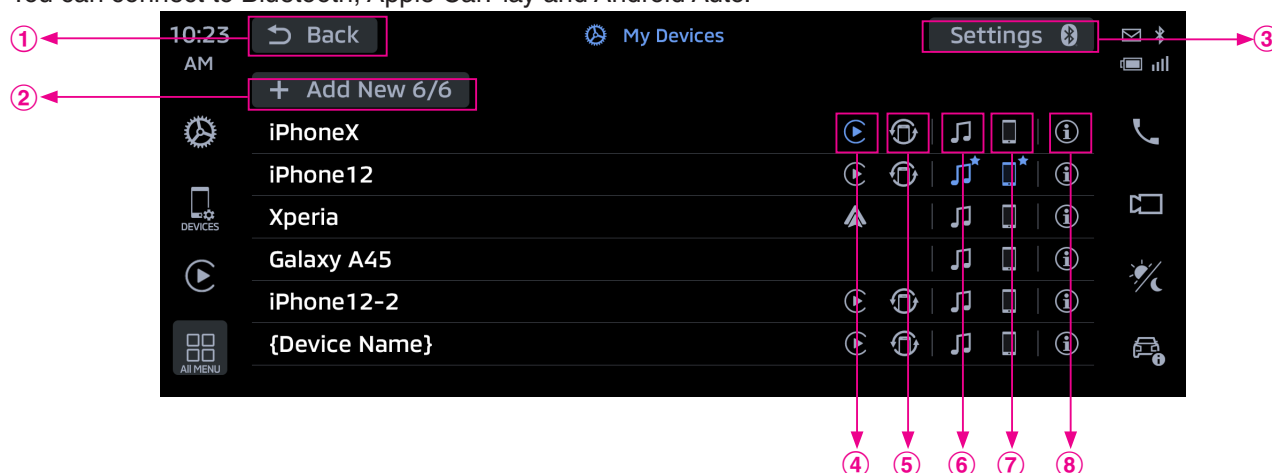 You can connect to Bluetooth, Apple CarPlay and Android Auto.
① 10:23 AM Back My Devices Settings ③
② + Add New 6/6
iPhoneX
iPhone12
DEVICES Xperia
Galaxy A45
iPhone12-2
All MENU {Device Name}
④ ⑤ ⑥ ⑦ ⑧